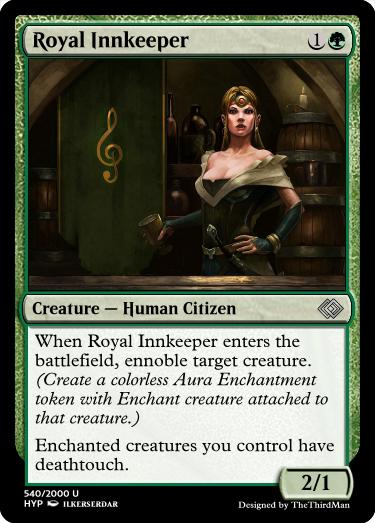 Royal Innkeeper 1
Creature — Human Citizen
When Royal Innkeeper enters the
battlefield, ennoble target creature.
(Create a colorless Aura Enchantment
token with Enchant creature attached to
that creature.)
Enchanted creatures you control have
deathtouch.
2/1
540/2000 U
HYP ILKERSERDAR
Designed by TheThirdMan